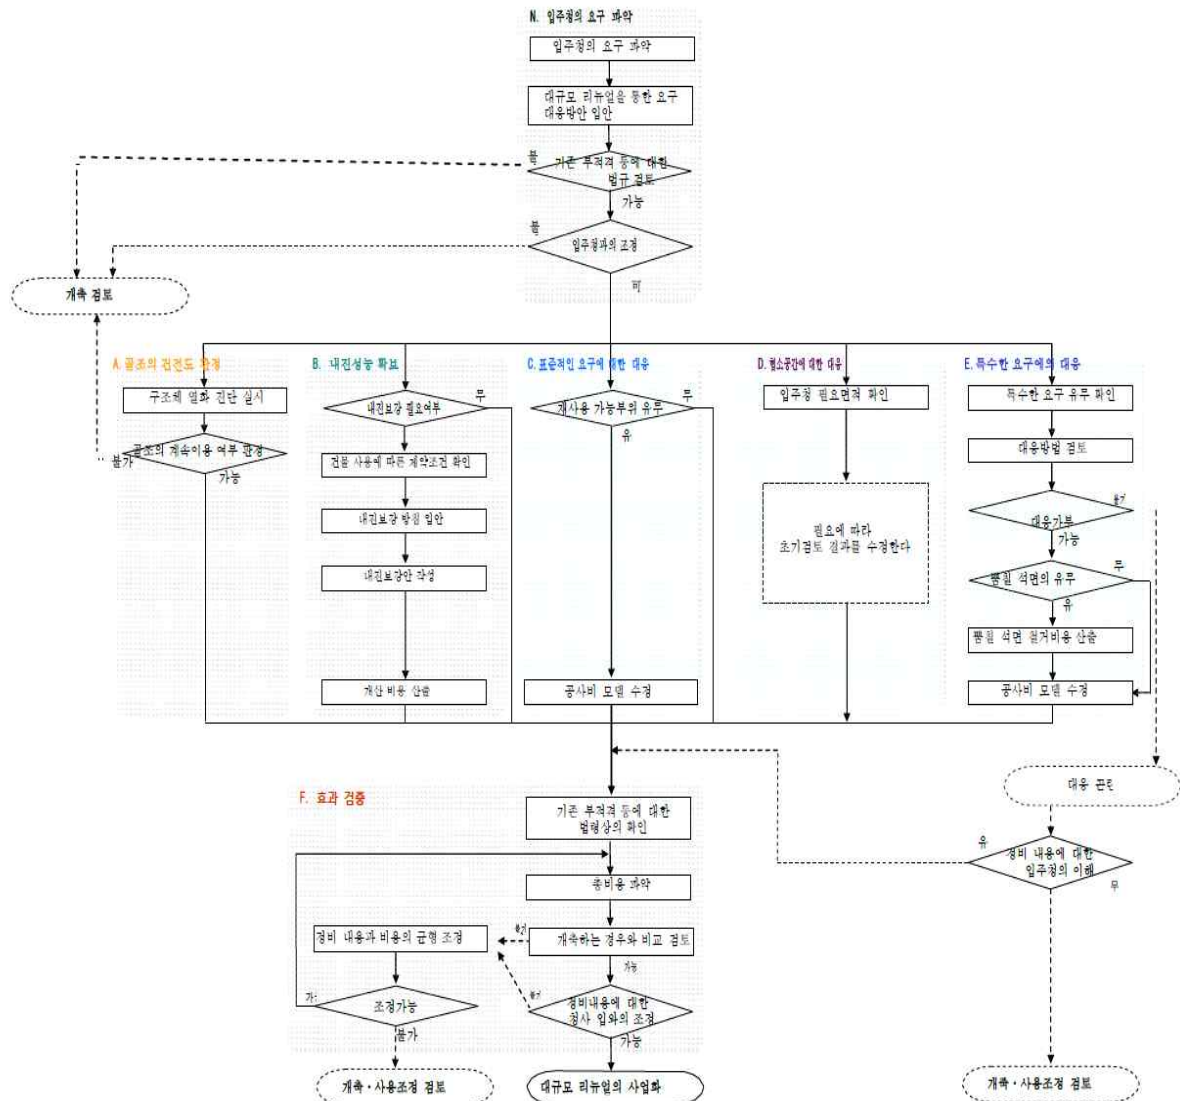 N. 입주청의 요구 파악
입주청의 요구 파악
대규모 리뉴얼을 통한 요구
대응방안 입안
불
기존 부적격 등에 대한
법규 검토
가능
불
입주청과의 조정
개축 검토
A. 골조의 건전도 판정
B. 내진성능 확보
C. 표준적인 요구에 대한 대응
D. 협소공간에 대한 대응
E. 특수한 요구에의 대응
구조체 열화 진단 실시
내진보강 필요여부
무
재사용 가능부위 유무
무
유
입주청 필요면적 확인
특수한 요구 유무 확인
골조의 계속이용 여부 판정
불가
가능
건물 사용에 따른 제약조건 확인
대응방법 검토
내진보강 방침 입안
필요에 따라
초기검토 결과를 수정한다
불가
대응가부
가능
내진보강안 작성
뿜칠 석면의 유무
무
유
뿜칠 석면 철거비용 산출
개산 비용 산출
공사비 모델 수정
공사비 모델 수정
F. 효과 검증
대응 곤란
기존 부적격 등에 대한
법령상의 확인
유
정비 내용에 대한
입주청의 이해
무
총비용 파악
정비 내용과 비용의 균형 조정
불가
개축하는 경우와 비교 검토
가능
조정가능
불가
불가
정비내용에 대한
청사 입와의 조정
가능
개축·사용조정 검토
대규모 리뉴얼의 사업화
개축·사용조정 검토